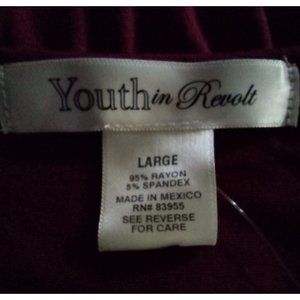 Youth in Revolt
LARGE
95% RAYON
5% SPANDEX
MADE IN MEXICO
RN# 83955
SEE REVERSE
FOR CARE